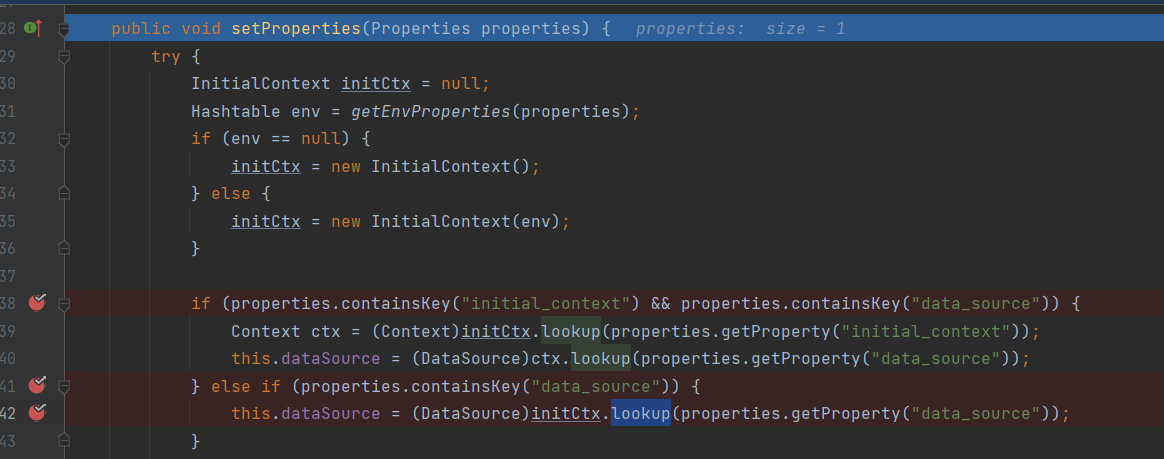 28 public void setProperties(Properties properties) { properties: size = 1
29 try {
30 InitialContext initCtx = null;
31 Hashtable env = getEnvProperties(properties);
32 if (env == null) {
33 initCtx = new InitialContext();
34 } else {
35 initCtx = new InitialContext(env);
36 }
37
38 if (properties.containsKey("initial_context") && properties.containsKey("data_source")) {
39 Context ctx = (Context)initCtx.lookup(properties.getProperty("initial_context"));
40 this.dataSource = (DataSource)ctx.lookup(properties.getProperty("data_source"));
41 } else if (properties.containsKey("data_source")) {
42 this.dataSource = (DataSource)initCtx.lookup(properties.getProperty("data_source"));
43 }